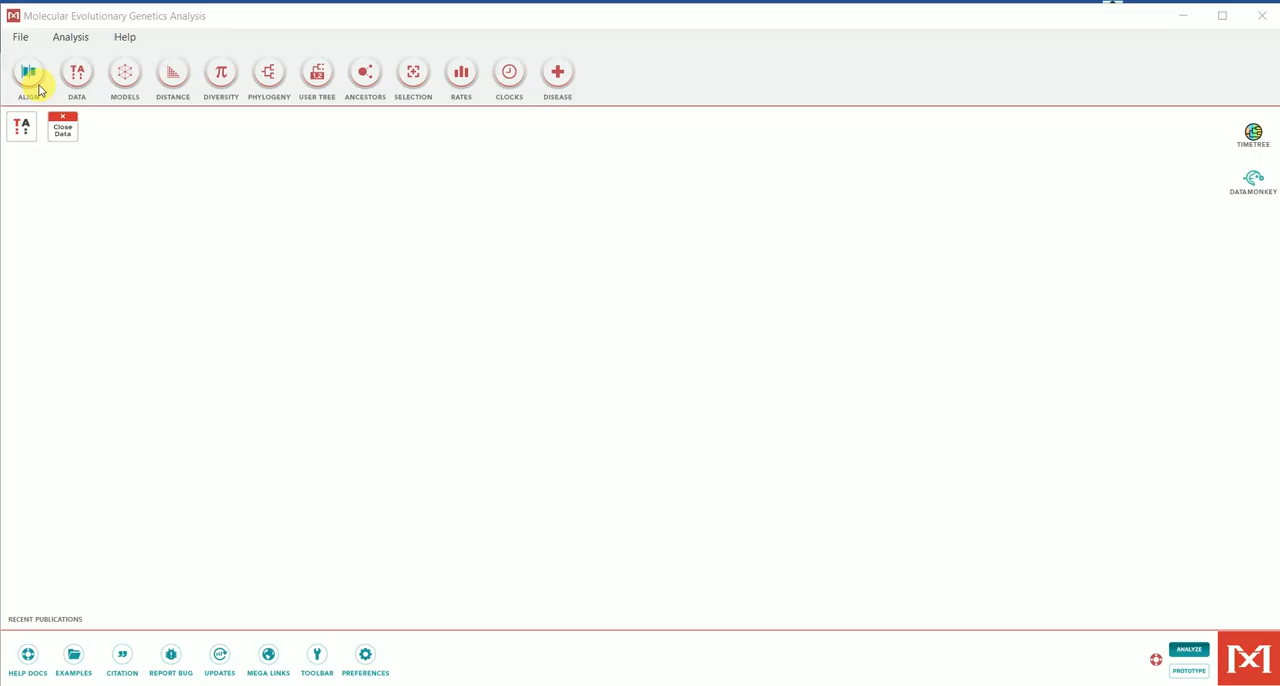 Molecular Evolutionary Genetics Analysis
File Analysis Help
ALIGN DATA MODELS DISTANCE DIVERSITY PHYLOGENY USER TREE ANCESTORS SELECTION RATES CLOCKS DISEASE
TA
Close
Data
TIMETREE
DATAMONKEY
RECENT PUBLICATIONS
HELP DOCS EXAMPLES CITATION REPORT BUG UPDATES MEGA LINKS TOOLBAR PREFERENCES
ANALYZE
PROTOTYPE